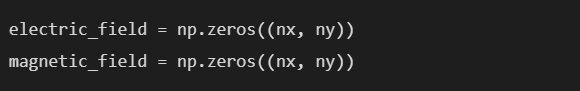 electric_field = np.zeros((nx, ny))
magnetic_field = np.zeros((nx, ny))